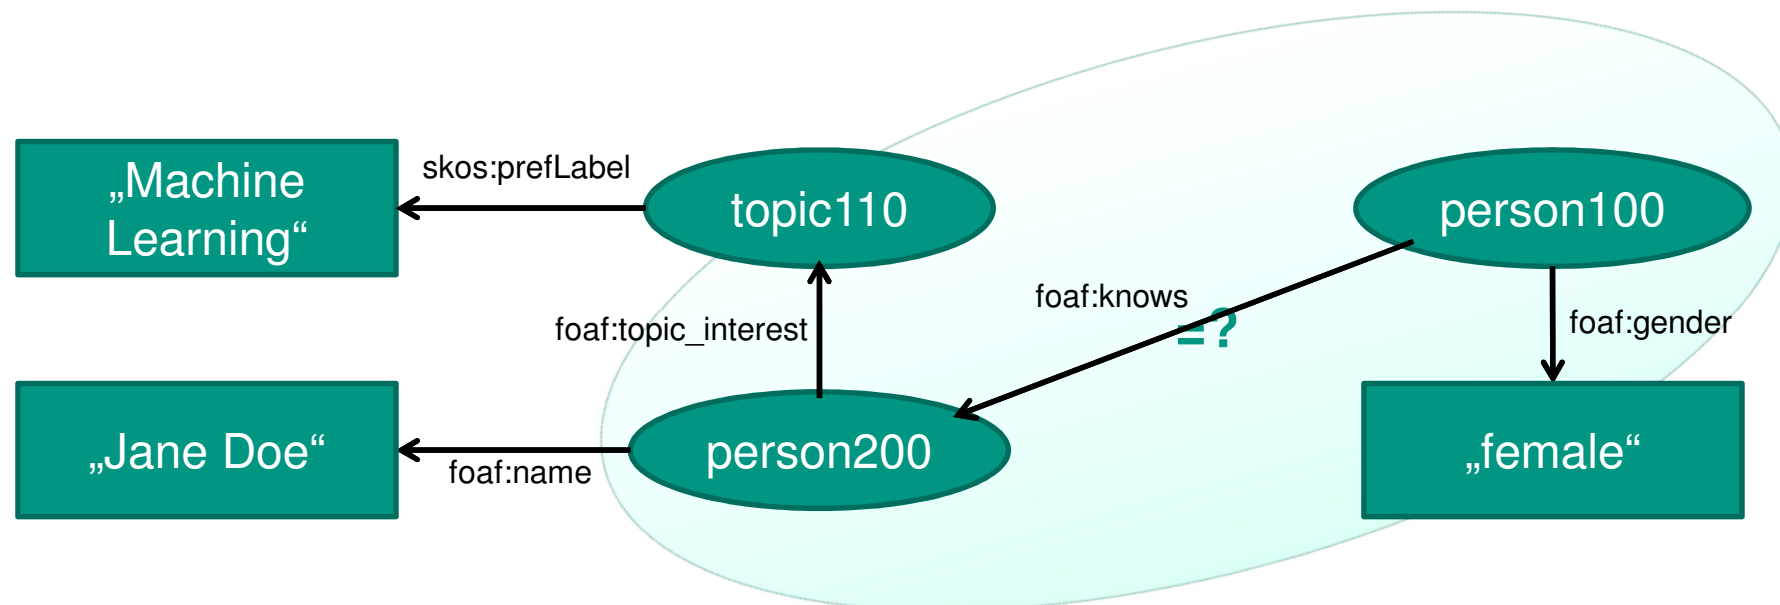 „Machine
Learning“
skos:prefLabel
topic110
person100
foaf:knows
=?
foaf:topic_interest
foaf:gender
„Jane Doe“
foaf:name
person200
„female“